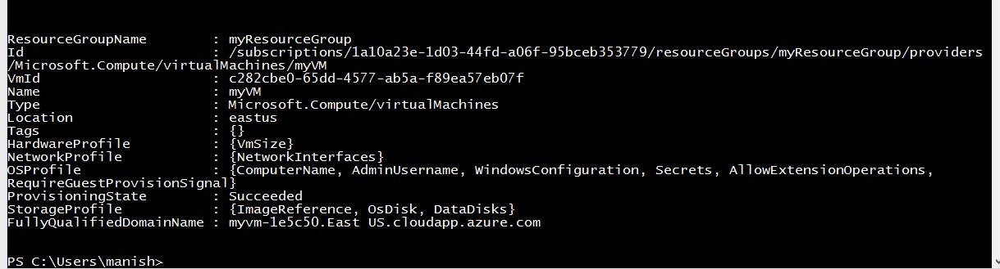 ResourceGroupName : myResourceGroup
Id : /subscriptions/1a10a23e-1d03-44fd-a06f-95bceb353779/resourceGroups/myResourceGroup/providers
/Microsoft.Compute/virtualMachines/myVM
VmId : c282cbe0-65dd-4577-ab5a-f89ea57eb07f
Name : myVM
Type : Microsoft.Compute/virtualMachines
Location : eastus
Tags : {}
HardwareProfile : {VmSize}
NetworkProfile : {NetworkInterfaces}
OSProfile : {ComputerName, AdminUsername, WindowsConfiguration, Secrets, AllowExtensionOperations,
RequireGuestProvisionSignal}
ProvisioningState : Succeeded
StorageProfile : {ImageReference, OsDisk, DataDisks}
FullyQualifiedDomainName : myvm-1e5c50.East US.cloudapp.azure.com
PS C:\Users\manish>